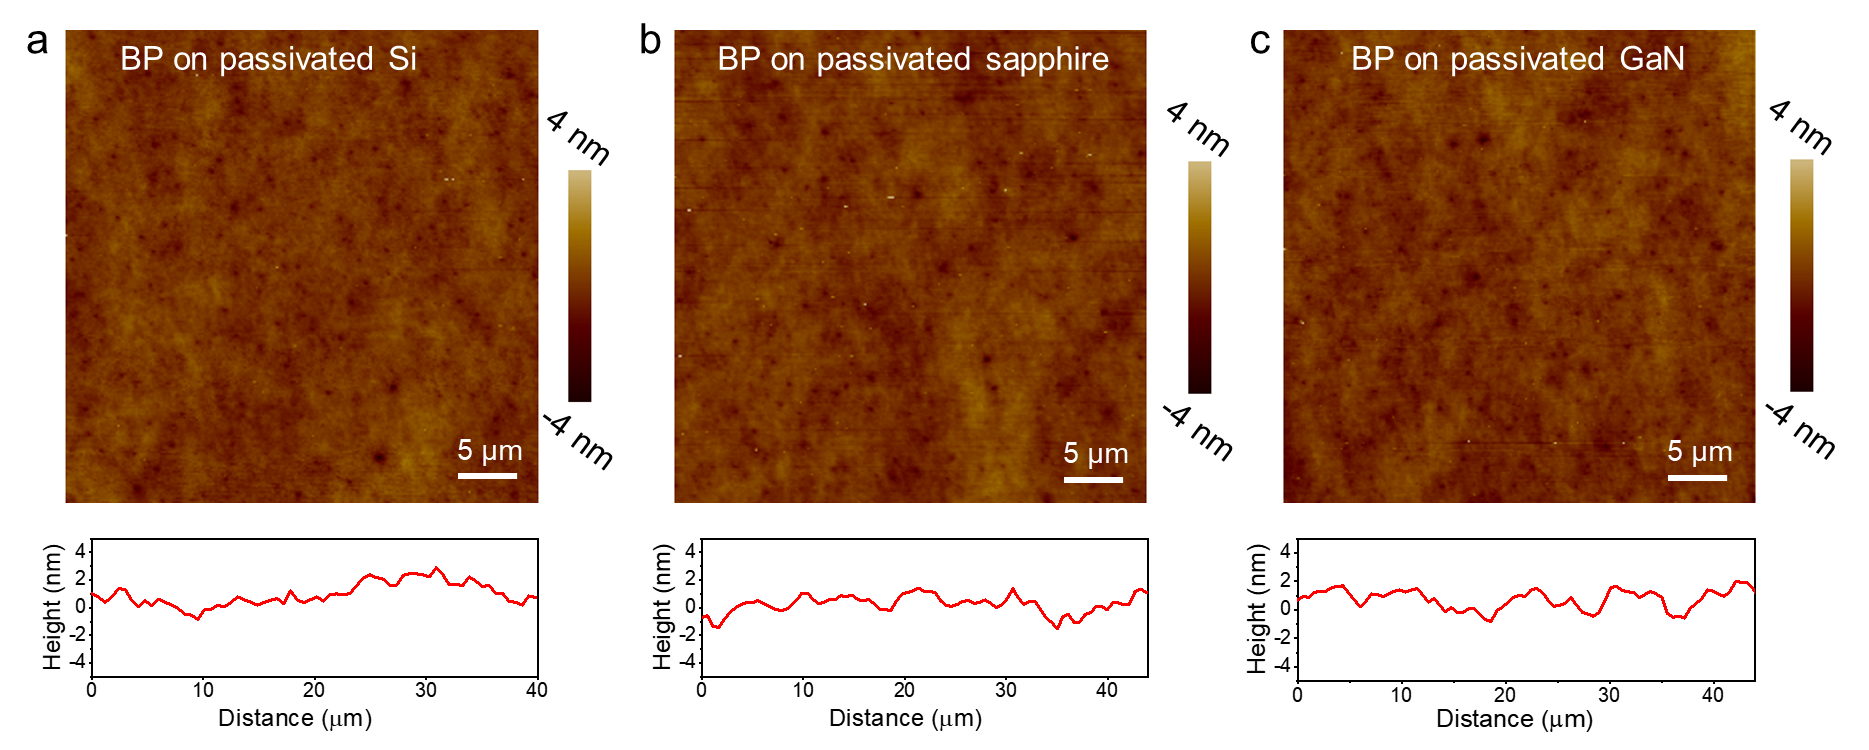 a
BP on passivated Si
4 nm
-4 nm
5 μm
Height (nm)
4
2
0
-2
-4
0 10 20 30 40
Distance (μm)
b
BP on passivated sapphire
4 nm
-4 nm
5 μm
Height (nm)
4
2
0
-2
-4
0 10 20 30 40
Distance (μm)
c
BP on passivated GaN
4 nm
-4 nm
5 μm
Height (nm)
4
2
0
-2
-4
0 10 20 30 40
Distance (μm)